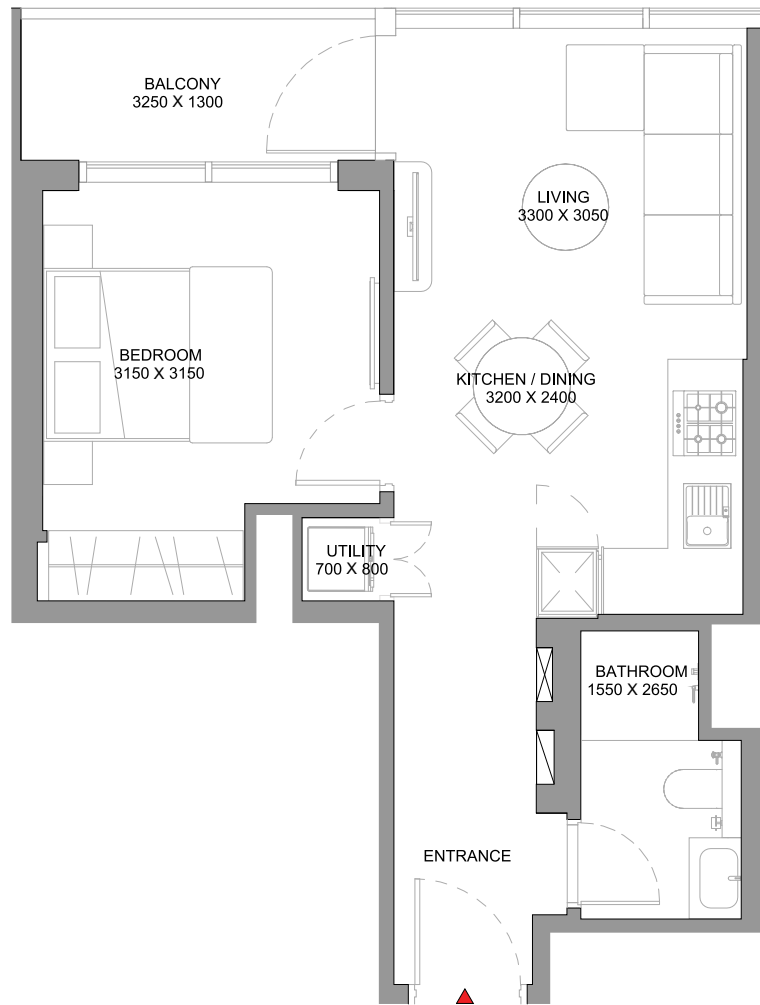 BALCONY
3250 X 1300
LIVING
3300 X 3050
BEDROOM
3150 X 3150
KITCHEN / DINING
3200 X 2400
UTILITY
700 X 800
BATHROOM
1550 X 2650
ENTRANCE